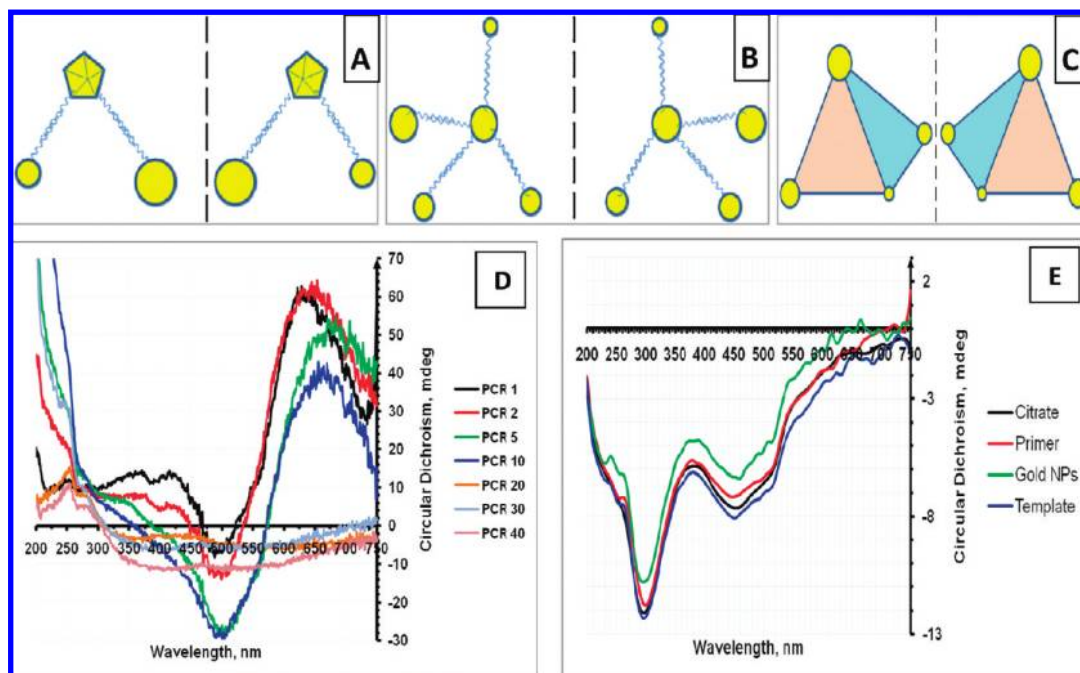 A
B
C
D
70
60
50
40
30
20
10
0
-10
-20
-30
200 250 300 350 400 450 500 550 600 650 700 750
Wavelength, nm
Circular Dichroism, mdeg
PCR 1
PCR 2
PCR 5
PCR 10
PCR 20
PCR 30
PCR 40
E
2
-3
-8
-13
200 250 300 350 400 450 500 550 600 650 700 750
Wavelength, nm
Circular Dichroism, mdeg
Citrate
Primer
Gold NPs
Template